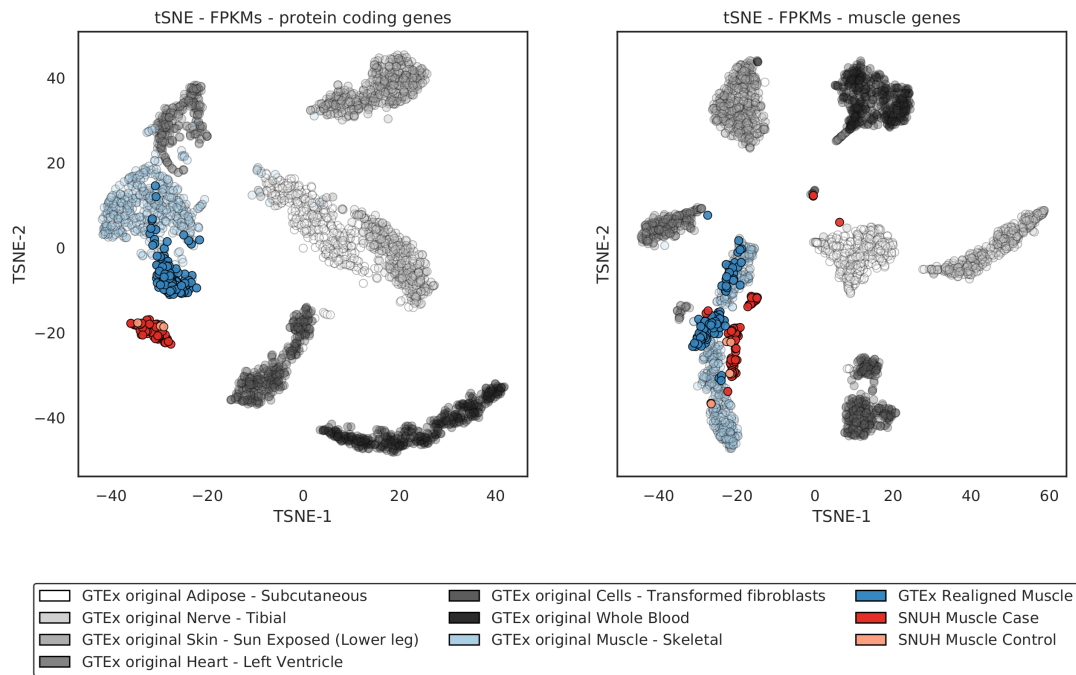 tSNE - FPKMs - protein coding genes
tSNE - FPKMs - muscle genes
TSNE-2
40
20
0
−20
−40
−40 −20 0 20 40
TSNE-1
TSNE-2
−40 −20 0 20 40 60
TSNE-1
GTEx original Adipose - Subcutaneous
GTEx original Nerve - Tibial
GTEx original Skin - Sun Exposed (Lower leg)
GTEx original Heart - Left Ventricle
GTEx original Cells - Transformed fibroblasts
GTEx original Whole Blood
GTEx original Muscle - Skeletal
GTEx Realigned Muscle
SNUH Muscle Case
SNUH Muscle Control